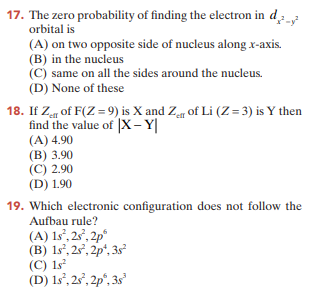 17. The zero probability of finding the electron in d_{x²–y²}
orbital is
(A) on two opposite side of nucleus along x-axis.
(B) in the nucleus
(C) same on all the sides around the nucleus.
(D) None of these
18. If Z_{eff} of F(Z = 9) is X and Z_{eff} of Li (Z = 3) is Y then
find the value of |X – Y|
(A) 4.90
(B) 3.90
(C) 2.90
(D) 1.90
19. Which electronic configuration does not follow the
Aufbau rule?
(A) 1s², 2s², 2p⁶
(B) 1s², 2s², 2p⁴, 3s²
(C) 1s²
(D) 1s², 2s², 2p⁶, 3s³